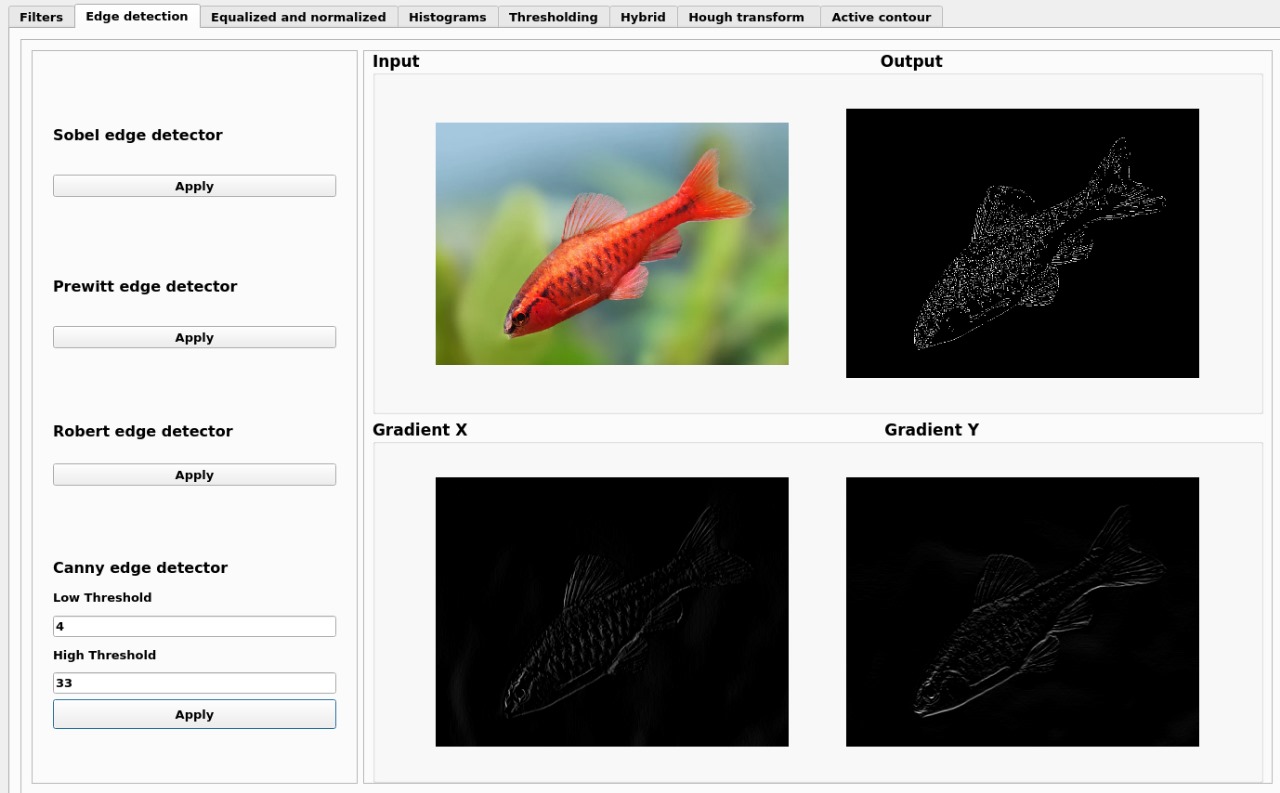 Filters Edge detection Equalized and normalized Histograms Thresholding Hybrid Hough transform Active contour
Sobel edge detector
Apply
Prewitt edge detector
Apply
Robert edge detector
Apply
Canny edge detector
Low Threshold
4
High Threshold
33
Apply
Input Output
Gradient X Gradient Y